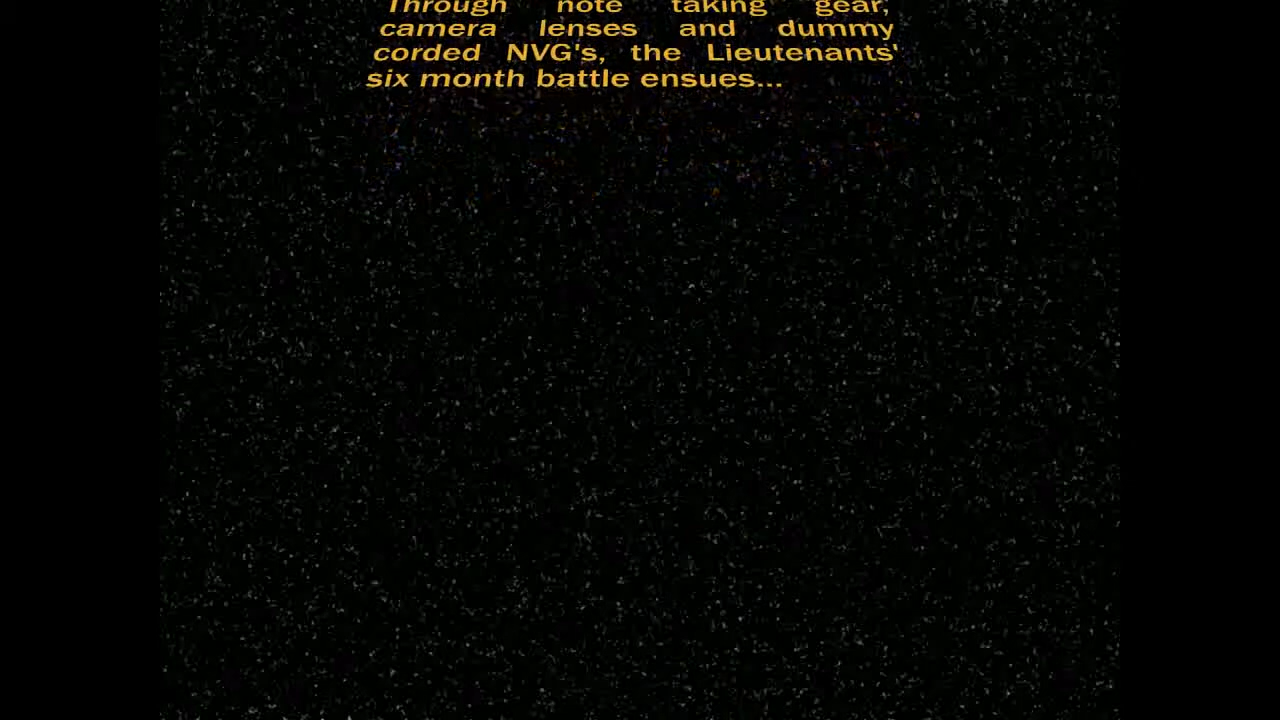 Through note taking gear,
camera lenses and dummy
corded NVG's, the Lieutenants'
six month battle ensues...